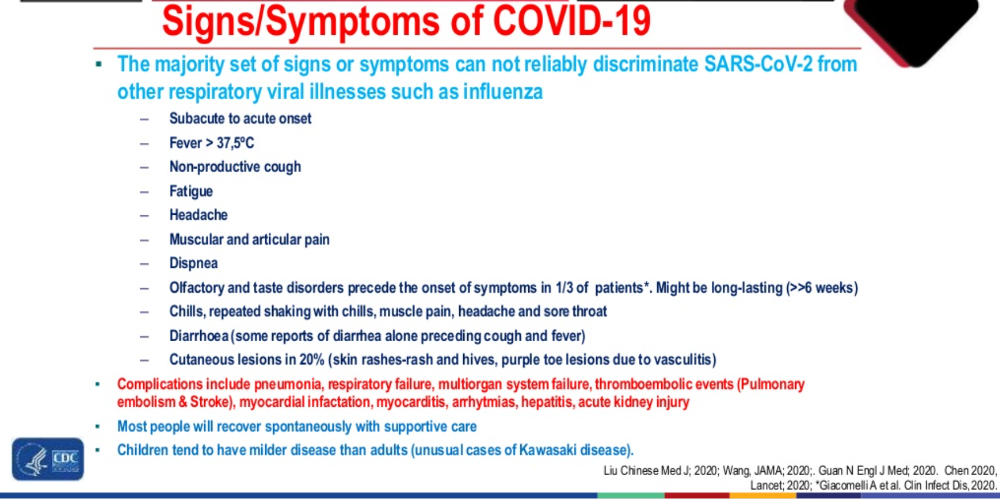 Signs/Symptoms of COVID-19
▪ The majority set of signs or symptoms can not reliably discriminate SARS-CoV-2 from
other respiratory viral illnesses such as influenza
– Subacute to acute onset
– Fever > 37,5ºC
– Non-productive cough
– Fatigue
– Headache
– Muscular and articular pain
– Dispnea
– Olfactory and taste disorders precede the onset of symptoms in 1/3 of patients*. Might be long-lasting (>>6 weeks)
– Chills, repeated shaking with chills, muscle pain, headache and sore throat
– Diarrhoea (some reports of diarrhea alone preceding cough and fever)
– Cutaneous lesions in 20% (skin rashes-rash and hives, purple toe lesions due to vasculitis)
▪ Complications include pneumonia, respiratory failure, multiorgan system failure, thromboembolic events (Pulmonary
embolism & Stroke), myocardial infactation, myocarditis, arrhytmias, hepatitis, acute kidney injury
▪ Most people will recover spontaneously with supportive care
▪ Children tend to have milder disease than adults (unusual cases of Kawasaki disease).
CDC
Liu Chinese Med J; 2020; Wang, JAMA; 2020;. Guan N Engl J Med; 2020. Chen 2020,
Lancet; 2020; *Giacomelli A et al. Clin Infect Dis, 2020.